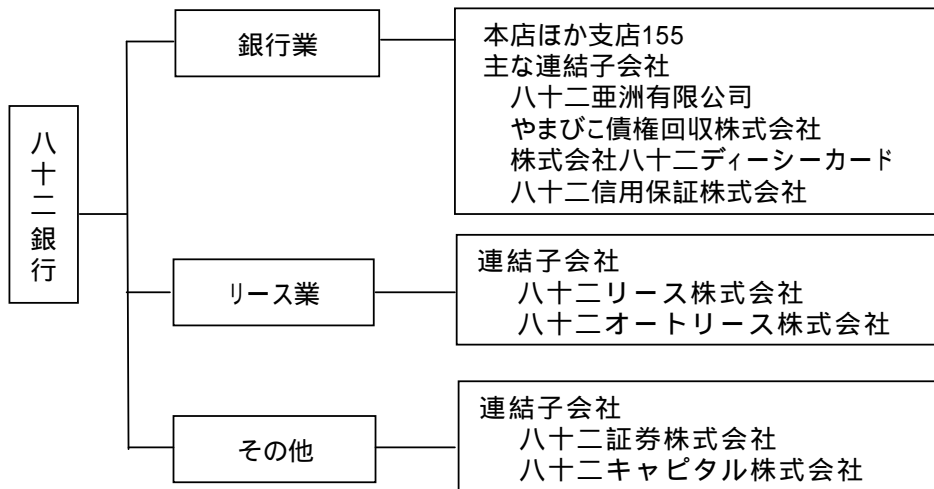 八十二銀行
銀行業
本店ほか支店155
主な連結子会社
八十二亜洲有限公司
やまびこ債権回収株式会社
株式会社八十二ディーシーカード
八十二信用保証株式会社
リース業
連結子会社
八十二リース株式会社
八十二オートリース株式会社
その他
連結子会社
八十二証券株式会社
八十二キャピタル株式会社